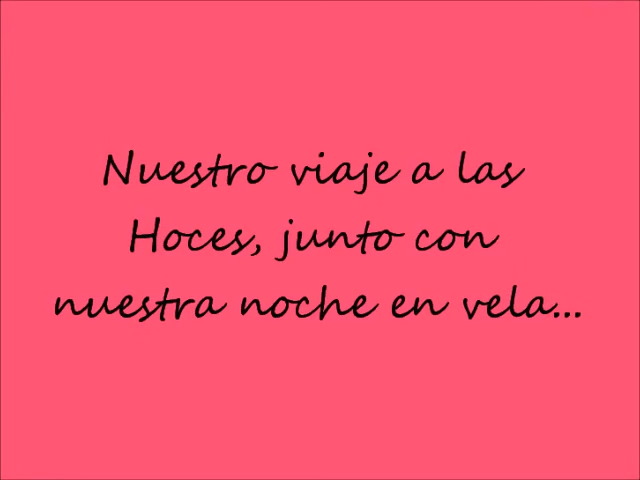 Nuestro viaje a las
Hoces, junto con
nuestra noche en vela...